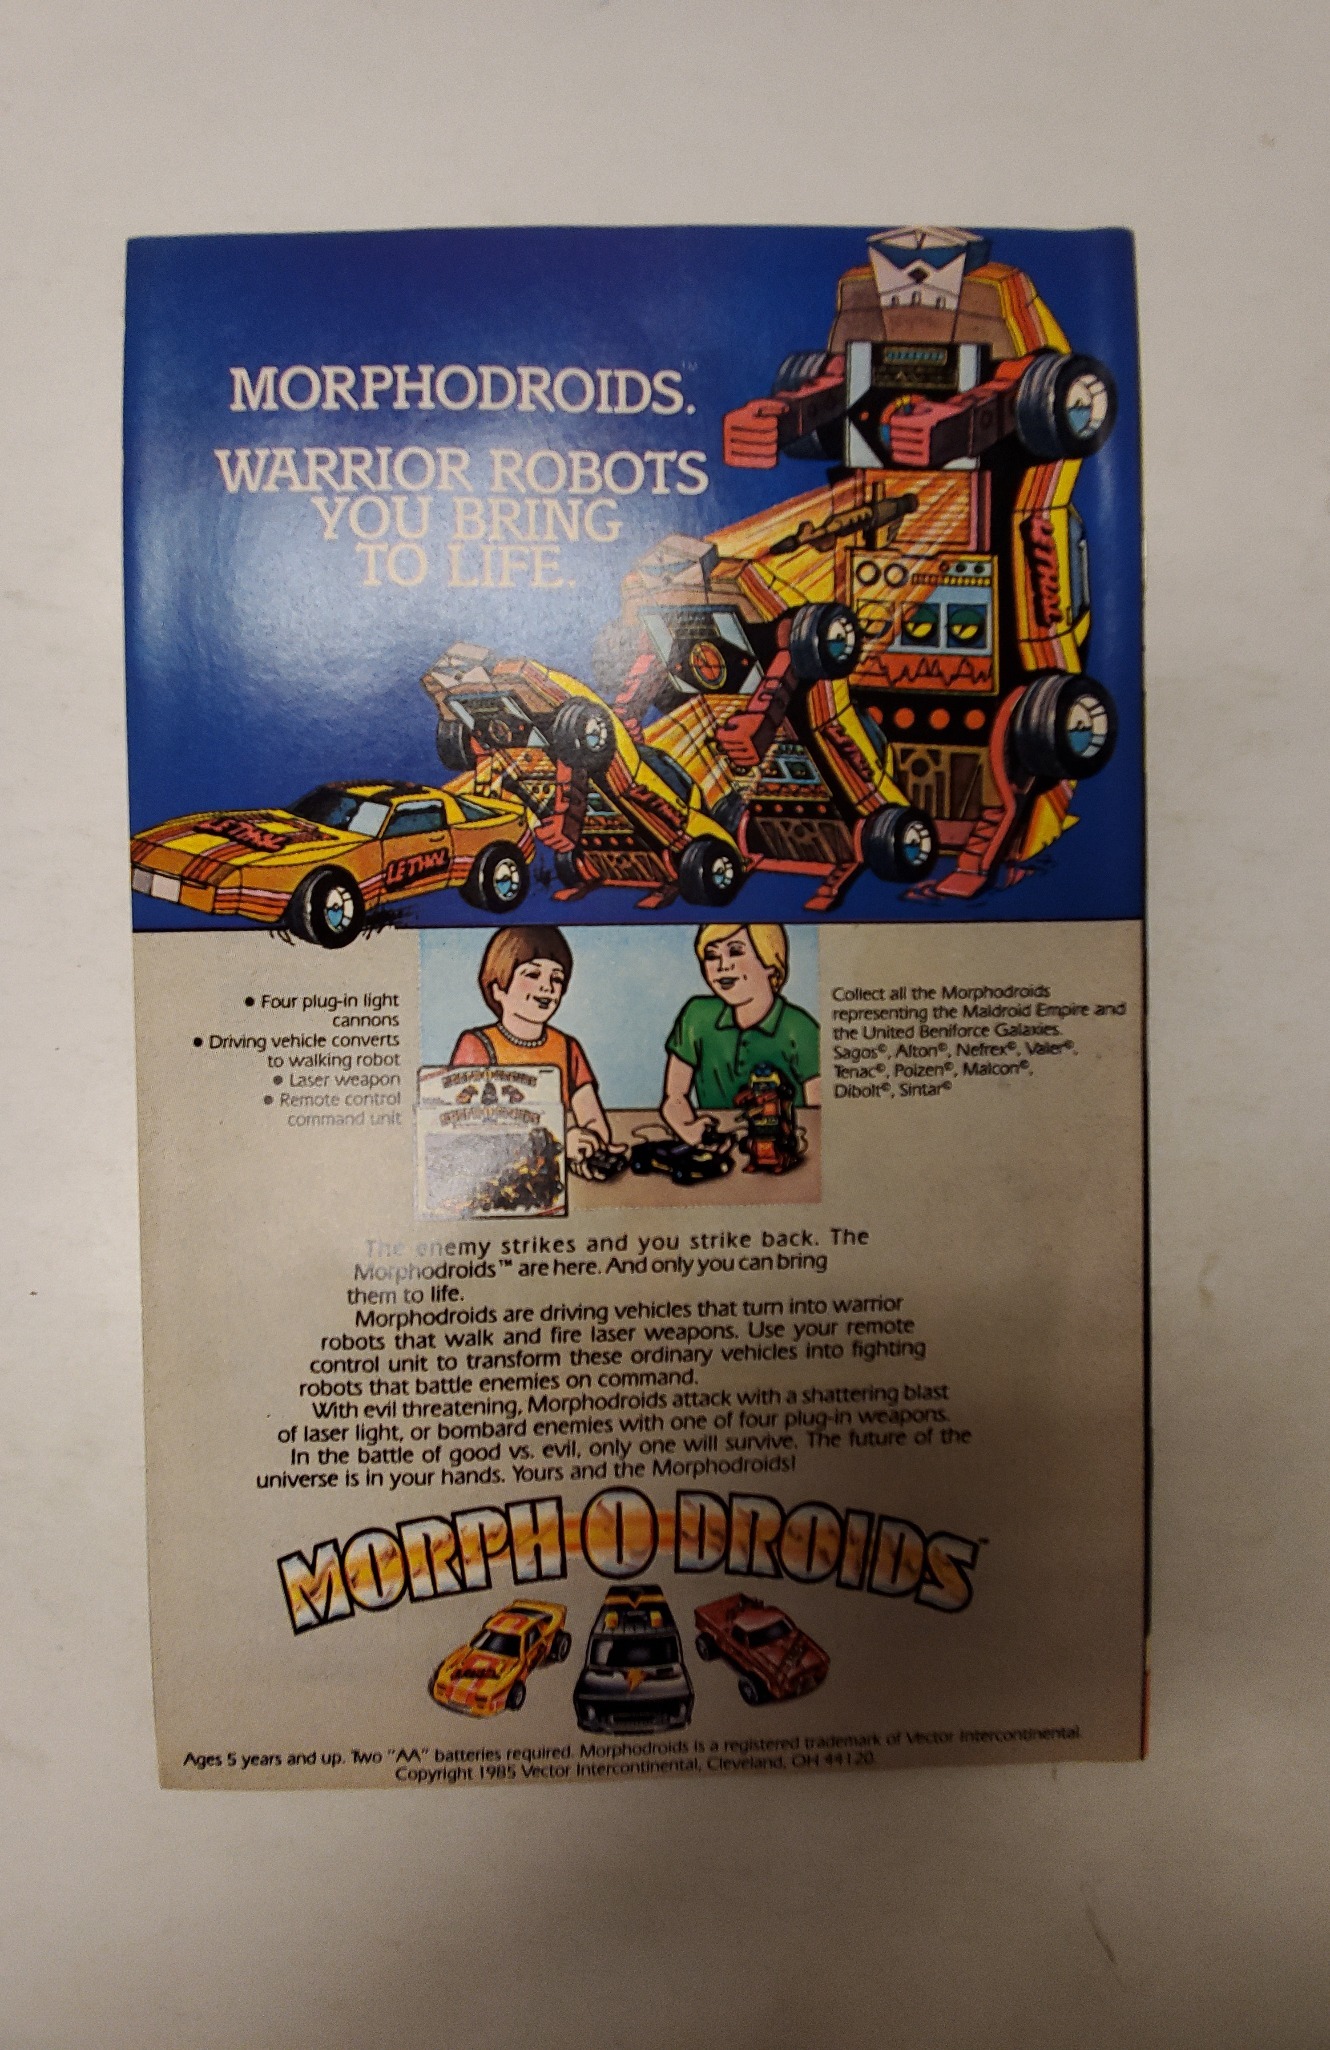 MORPHODROIDS.™
WARRIOR ROBOTS
YOU BRING
TO LIFE.
LETHAL
LETHAL
LETHAL
LETHAL
LETHAL
• Four plug-in light
cannons
• Driving vehicle converts
to walking robot
• Laser weapon
• Remote control
command unit
Collect all the Morphodroids
representing the Maldroid Empire and
the United Beniforce Galaxies.
Sagos©, Alton©, Nefrex©, Valer©,
Tenac©, Poizen©, Malcon©,
Dibolt©, Sintar©
MORPH O DROIDS
MORPH O DROIDS
The enemy strikes and you strike back. The
Morphodroids™ are here. And only you can bring
them to life.
Morphodroids are driving vehicles that turn into warrior
robots that walk and fire laser weapons. Use your remote
control unit to transform these ordinary vehicles into fighting
robots that battle enemies on command.
With evil threatening, Morphodroids attack with a shattering blast
of laser light, or bombard enemies with one of four plug-in weapons.
In the battle of good vs. evil, only one will survive. The future of the
universe is in your hands. Yours and the Morphodroids!
MORPH O DROIDS™
Ages 5 years and up. Two "AA" batteries required. Morphodroids is a registered trademark of Vector Intercontinental.
Copyright 1985 Vector Intercontinental, Cleveland, OH 44120